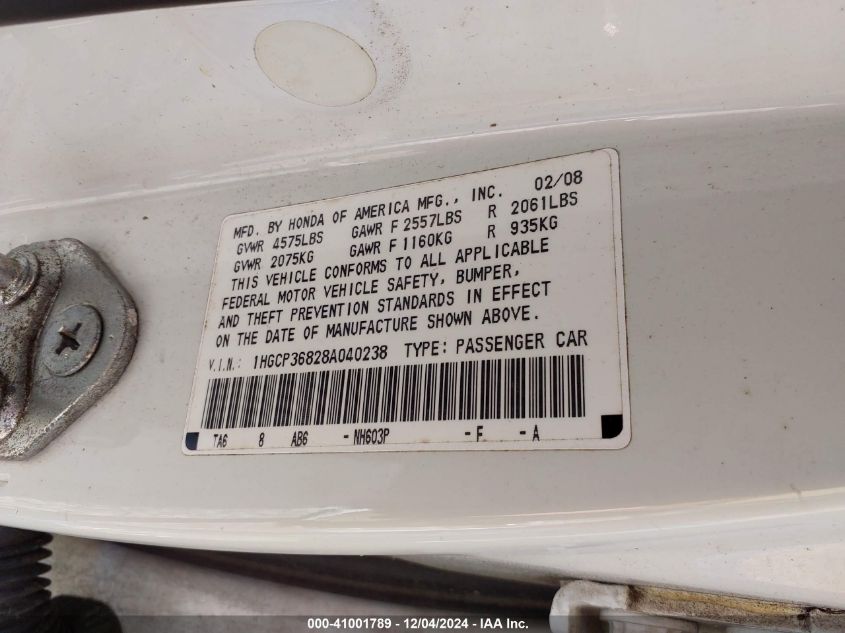 MFD. BY HONDA OF AMERICA MFG., INC. 02/08
GVWR 4575LBS GAWR F 2557LBS R 2061LBS
GVWR 2075KG GAWR F 1160KG R 935KG
THIS VEHICLE CONFORMS TO ALL APPLICABLE
FEDERAL MOTOR VEHICLE SAFETY, BUMPER,
AND THEFT PREVENTION STANDARDS IN EFFECT
ON THE DATE OF MANUFACTURE SHOWN ABOVE.
V.I.N.: 1HGCP36828A040238 TYPE: PASSENGER CAR
TA6 8 AB6 -NH603P -F -A
000-41001789 - 12/04/2024 - IAA Inc.